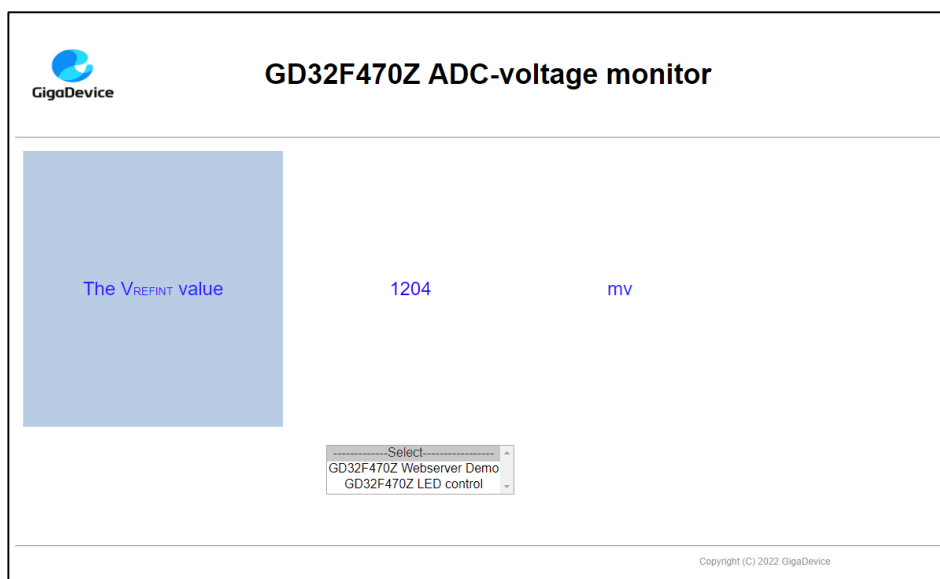 GigaDevice
GD32F470Z ADC-voltage monitor
The VREFINT value 1204 mv
-------------Select----------------
GD32F470Z Webserver Demo
GD32F470Z LED control
Copyright (C) 2022 GigaDevice